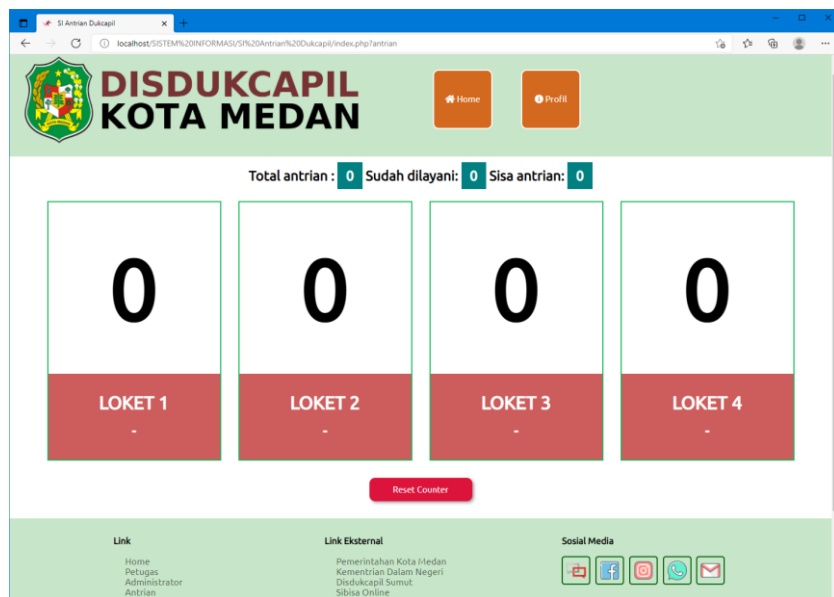 SI Antrian Dukcapil
localhost/SISTEM%20INFORMASI/SI%20Antrian%20Dukcapil/index.php?antrian
DISDUKCAPIL
KOTA MEDAN
Home
Profil
Total antrian : 0 Sudah dilayani: 0 Sisa antrian: 0
0 0 0 0
LOKET 1 LOKET 2 LOKET 3 LOKET 4
- - - -
Reset Counter
Link Link Eksternal Sosial Media
Home Pemerintahan Kota Medan
Petugas Kementrian Dalam Negeri
Administrator Disdukcapil Sumut
Antrian Sibisa Online